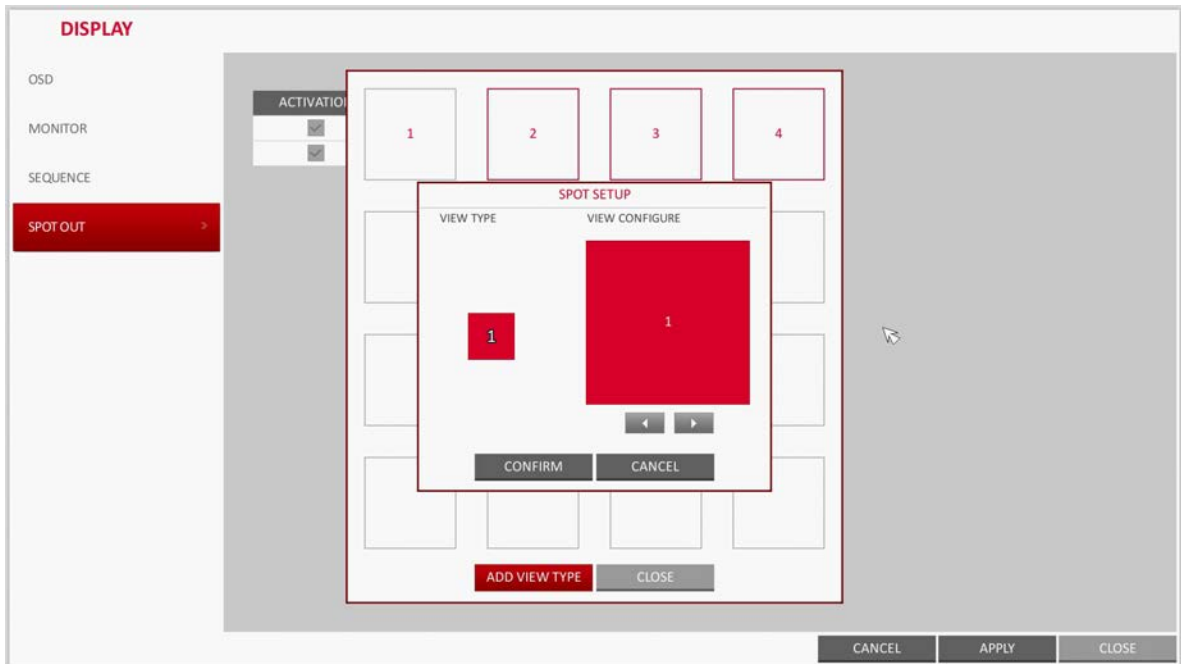 DISPLAY
OSD
MONITOR
SEQUENCE
SPOT OUT
ACTIVATIO
1 2 3 4
SPOT SETUP
VIEW TYPE VIEW CONFIGURE
1 1
CONFIRM CANCEL
ADD VIEW TYPE CLOSE
CANCEL APPLY CLOSE